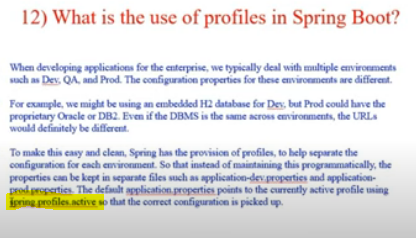 12) What is the use of profiles in Spring Boot?
When developing applications for the enterprise, we typically deal with multiple environments
such as Dev, QA, and Prod. The configuration properties for these environments are different.
For example, we might be using an embedded H2 database for Dev, but Prod could have the
proprietary Oracle or DB2. Even if the DBMS is the same across environments, the URLs
would definitely be different.
To make this easy and clean, Spring has the provision of profiles, to help separate the
configuration for each environment. So that instead of maintaining this programmatically, the
properties can be kept in separate files such as application-dev.properties and application-
prod.properties. The default application.properties points to the currently active profile using
spring.profiles.active so that the correct configuration is picked up.